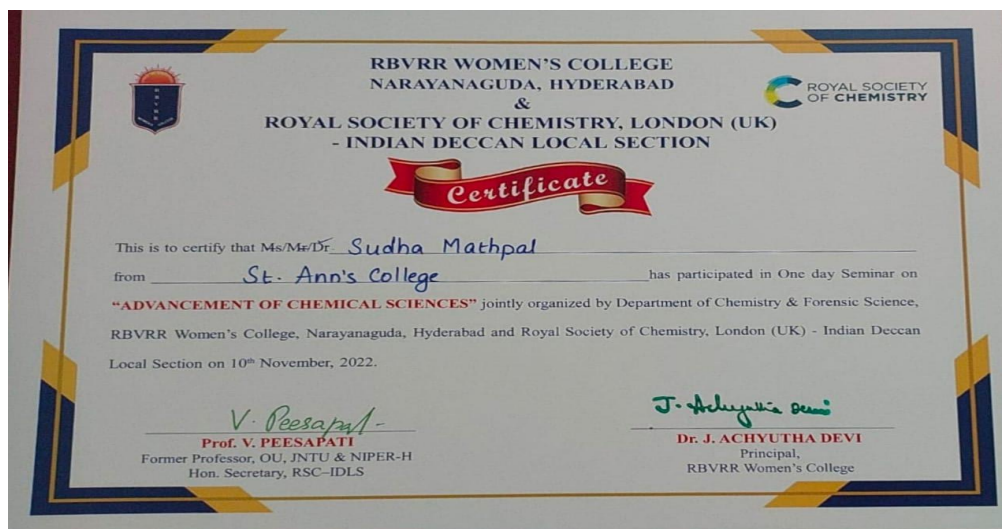 RBVRR WOMEN'S COLLEGE
NARAYANAGUDA, HYDERABAD
&
ROYAL SOCIETY OF CHEMISTRY, LONDON (UK)
- INDIAN DECCAN LOCAL SECTION
ROYAL SOCIETY
OF CHEMISTRY
Certificate
This is to certify that Ms/Mr/Dr Sudha Mathpal
from St. Ann's College has participated in One day Seminar on
"ADVANCEMENT OF CHEMICAL SCIENCES" jointly organized by Department of Chemistry & Forensic Science,
RBVRR Women's College, Narayanaguda, Hyderabad and Royal Society of Chemistry, London (UK) - Indian Deccan
Local Section on 10th November, 2022.
V. Peesapati
Prof. V. PEESAPATI
Former Professor, OU, JNTU & NIPER-H
Hon. Secretary, RSC–IDLS
J. Achyutha Devi
Dr. J. ACHYUTHA DEVI
Principal,
RBVRR Women's College